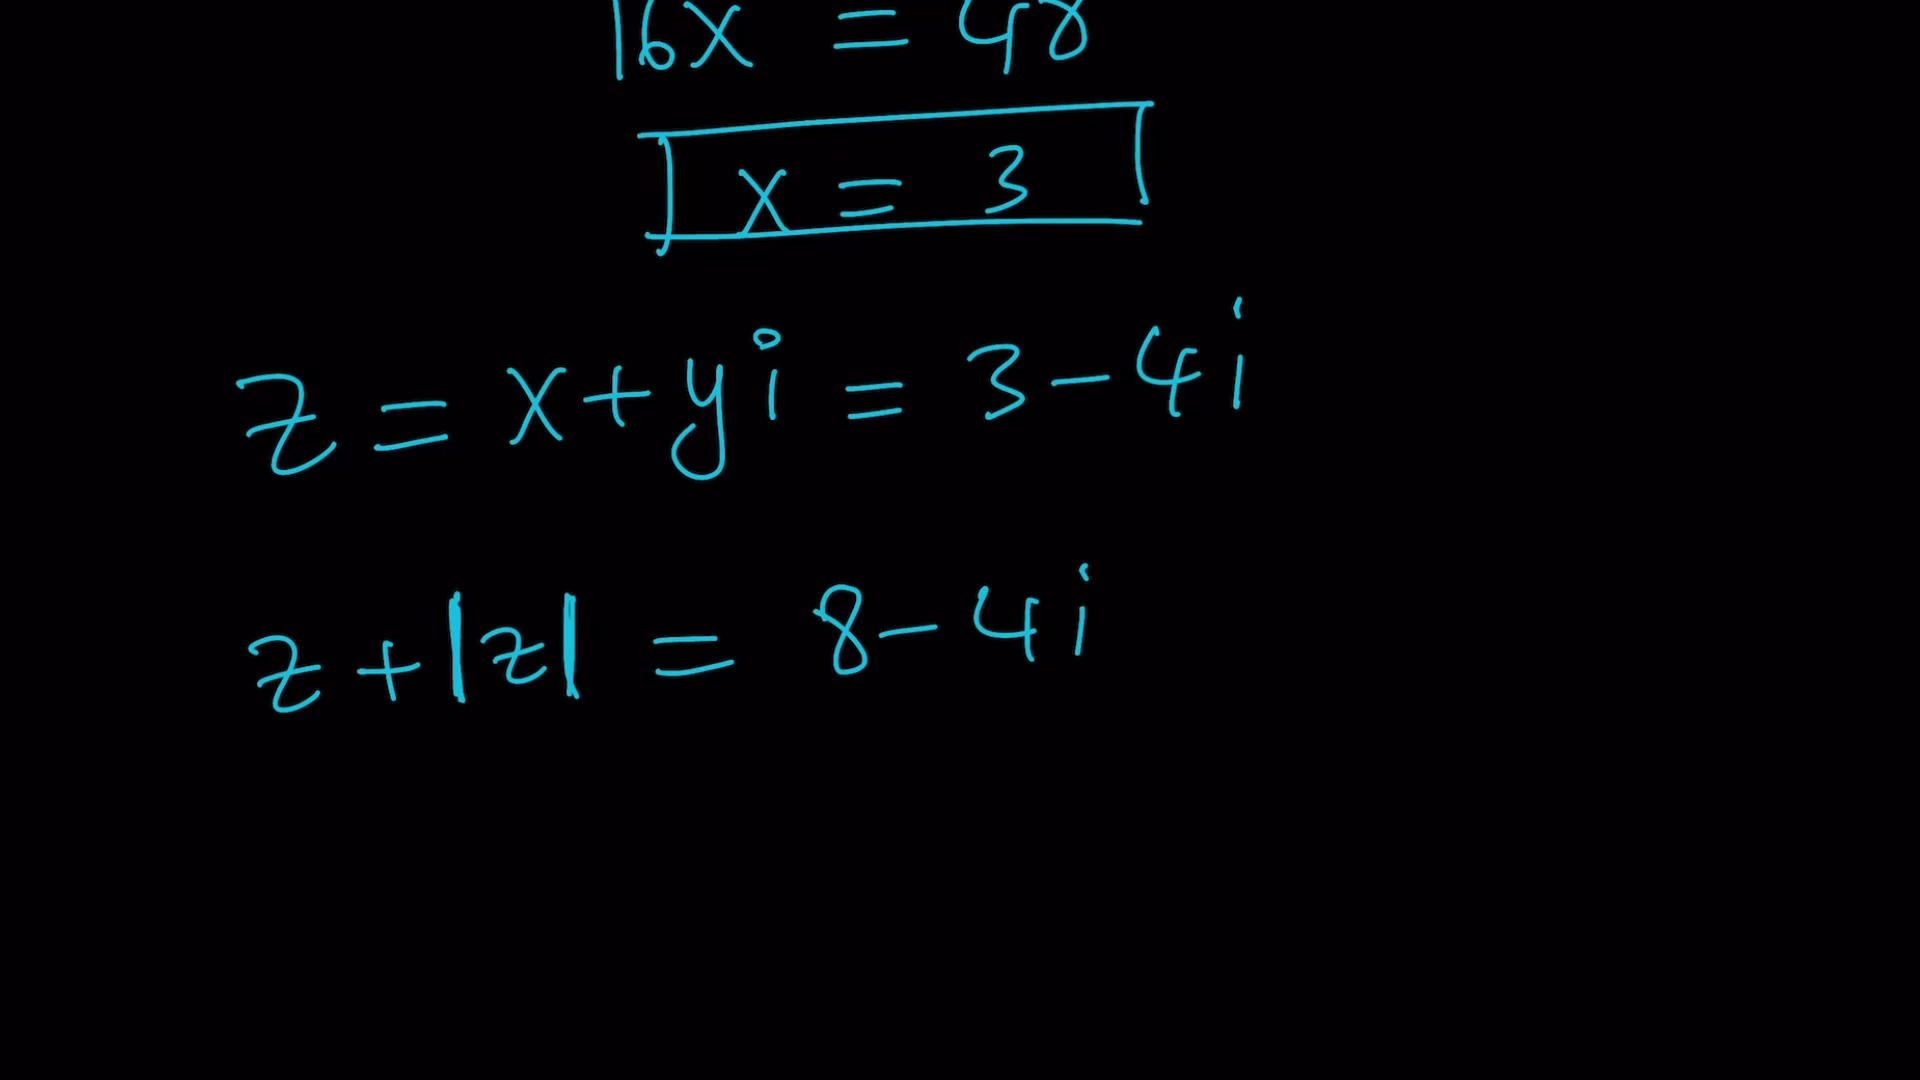 16x = 48
x = 3
z = x + yi = 3 - 4i
z + |z| = 8 - 4i